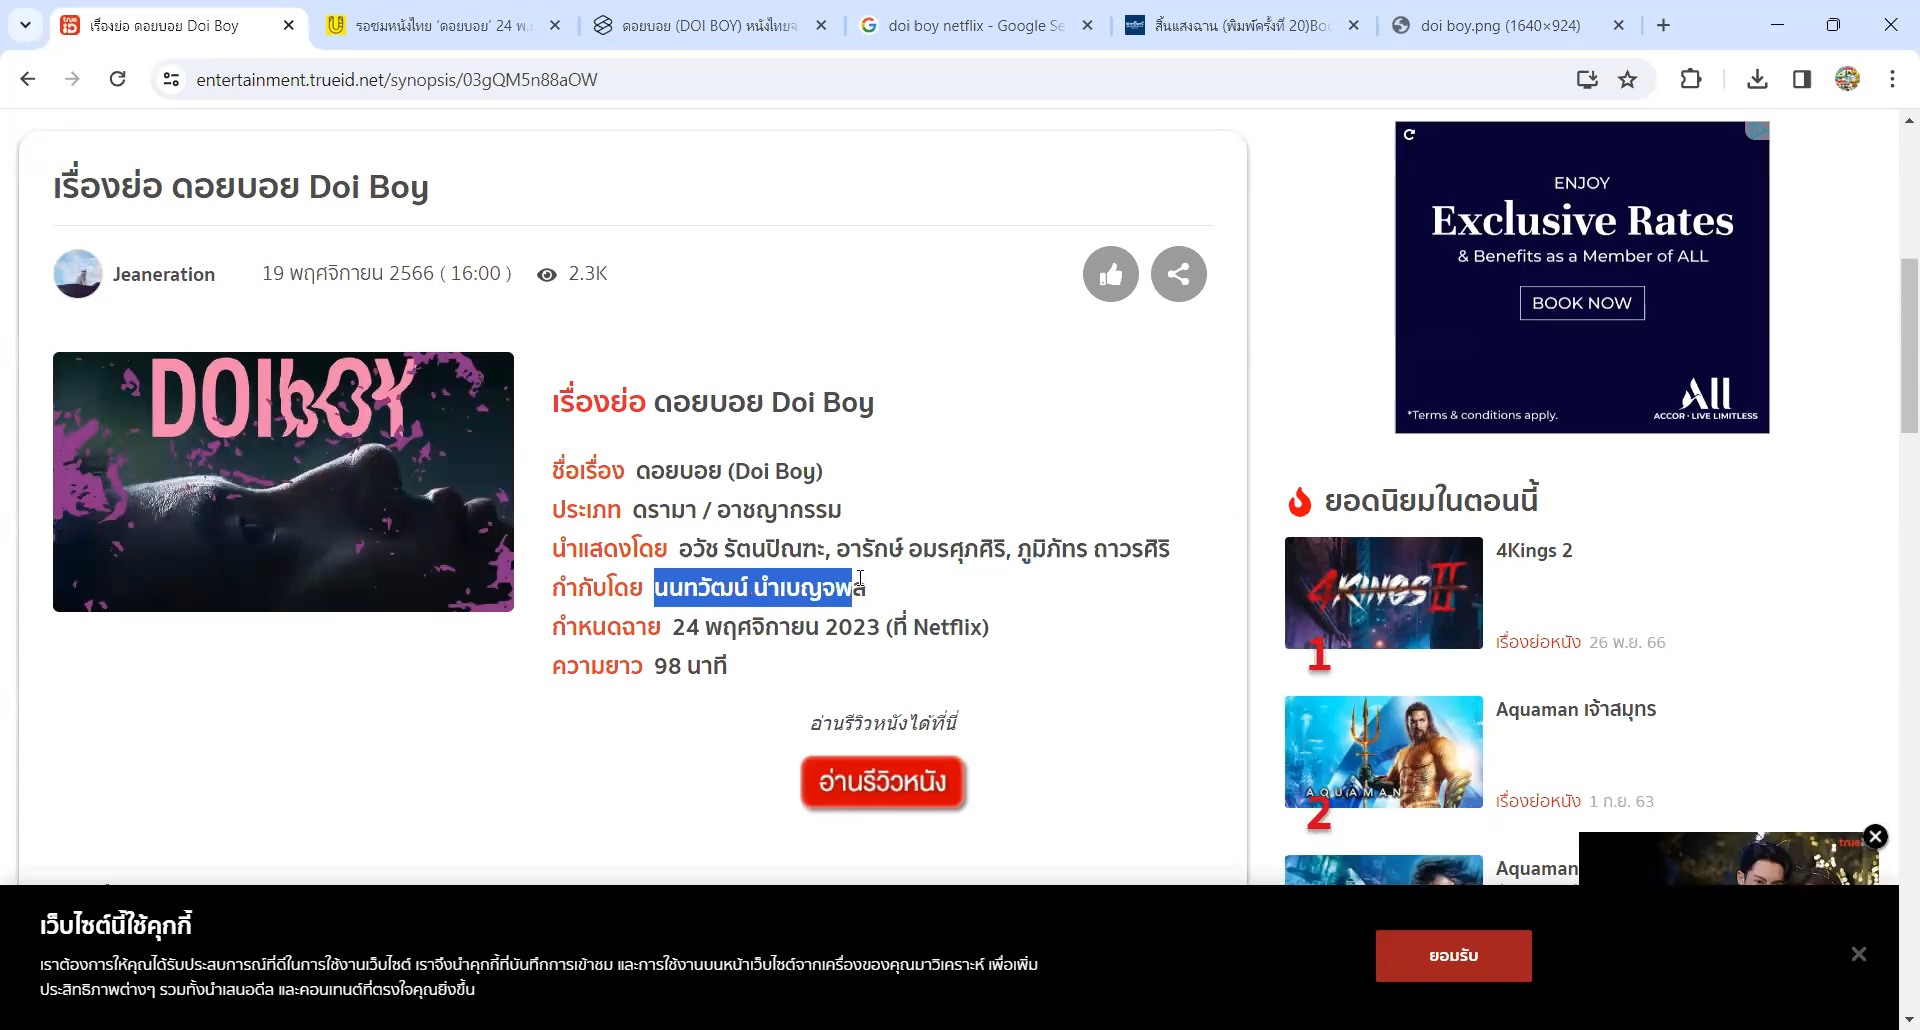 เรื่องย่อ ดอยบอย Doi Boy
รอชมหนังไทย ‘ดอยบอย’ 24 พ.
ดอยบอย (DOI BOY) หนังไทย
doi boy netflix - Google Se
สิ้นแสงฉาน (พิมพ์ครั้งที่ 20)Bo
doi boy.png (1640×924)
entertainment.trueid.net/synopsis/03gQM5n88aOW
เรื่องย่อ ดอยบอย Doi Boy
Jeaneration
19 พฤศจิกายน 2566 ( 16:00 )
2.3K
DOI BOY
เรื่องย่อ ดอยบอย Doi Boy
ชื่อเรื่อง ดอยบอย (Doi Boy)
ประเภท ดรามา / อาชญากรรม
นำแสดงโดย อวัช รัตนปิณฑะ, อารักษ์ อมรศุภศิริ, ภูมิภัทร ถาวรศิริ
กำกับโดย นนทวัฒน์ นำเบญจพล
กำหนดฉาย 24 พฤศจิกายน 2023 (ที่ Netflix)
ความยาว 98 นาที
อ่านรีวิวหนังได้ที่นี่
อ่านรีวิวหนัง
ENJOY
Exclusive Rates
& Benefits as a Member of ALL
BOOK NOW
*Terms & conditions apply.
All
ACCOR · LIVE LIMITLESS
ยอดนิยมในตอนนี้
4KINGS II
1
4Kings 2
เรื่องย่อหนัง 26 พ.ย. 66
AQUAMAN
2
Aquaman เจ้าสมุทร
เรื่องย่อหนัง 1 ก.ย. 63
Aquaman
เว็บไซต์นี้ใช้คุกกี้
เราต้องการให้คุณได้รับประสบการณ์ที่ดีในการใช้งานเว็บไซต์ เราจึงนำคุกกี้ที่บันทึกการเข้าชม และการใช้งานบนหน้าเว็บไซต์จากเครื่องของคุณมาวิเคราะห์ เพื่อเพิ่ม
ประสิทธิภาพต่างๆ รวมทั้งนำเสนอดีล และคอนเทนต์ที่ตรงใจคุณยิ่งขึ้น
ยอมรับ